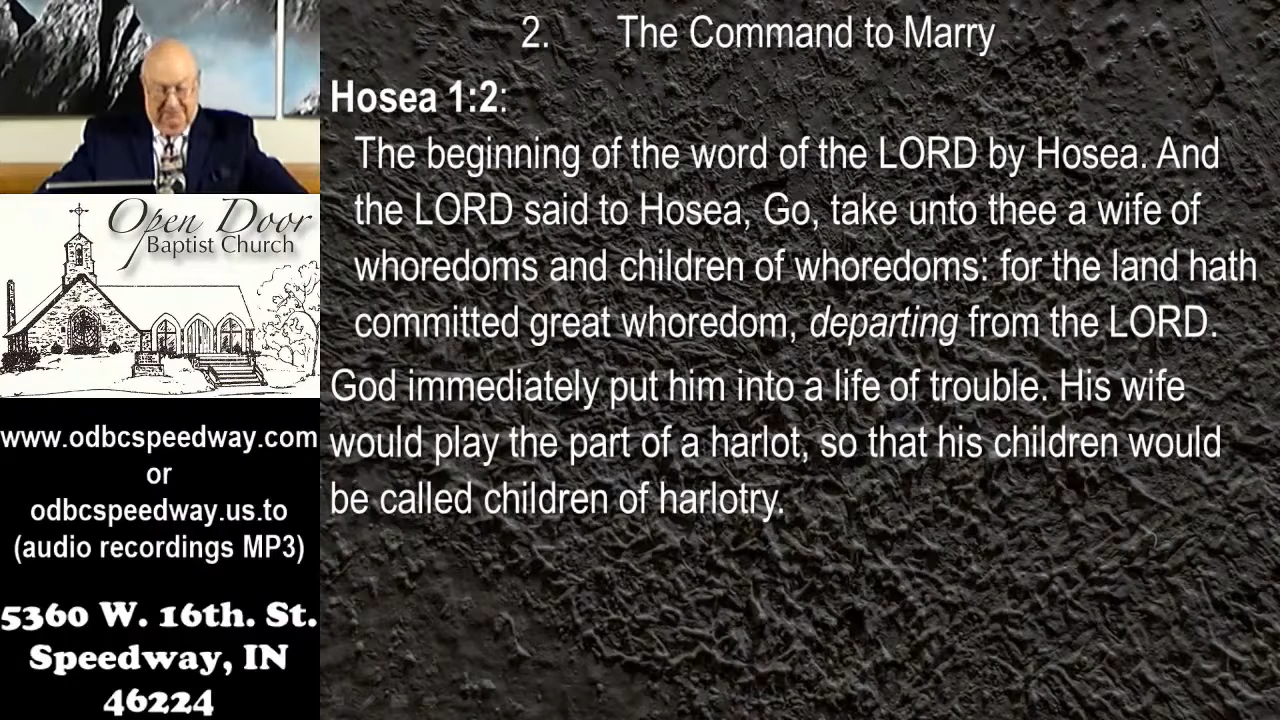 Open Door
Baptist Church
www.odbcspeedway.com
or
odbcspeedway.us.to
(audio recordings MP3)
5360 W. 16th. St.
Speedway, IN
46224
2. The Command to Marry
Hosea 1:2:
The beginning of the word of the LORD by Hosea. And
the LORD said to Hosea, Go, take unto thee a wife of
whoredoms and children of whoredoms: for the land hath
committed great whoredom, departing from the LORD.
God immediately put him into a life of trouble. His wife
would play the part of a harlot, so that his children would
be called children of harlotry.